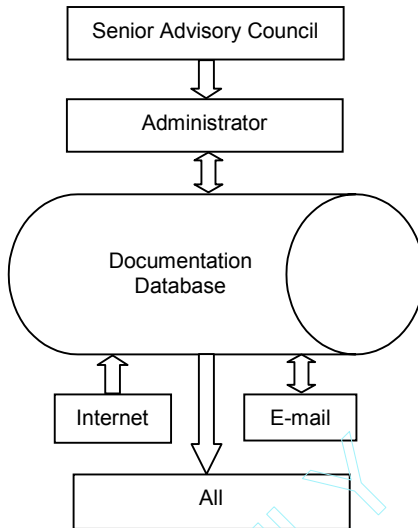 Senior Advisory Council
Administrator
Documentation
Database
Internet
E-mail
All